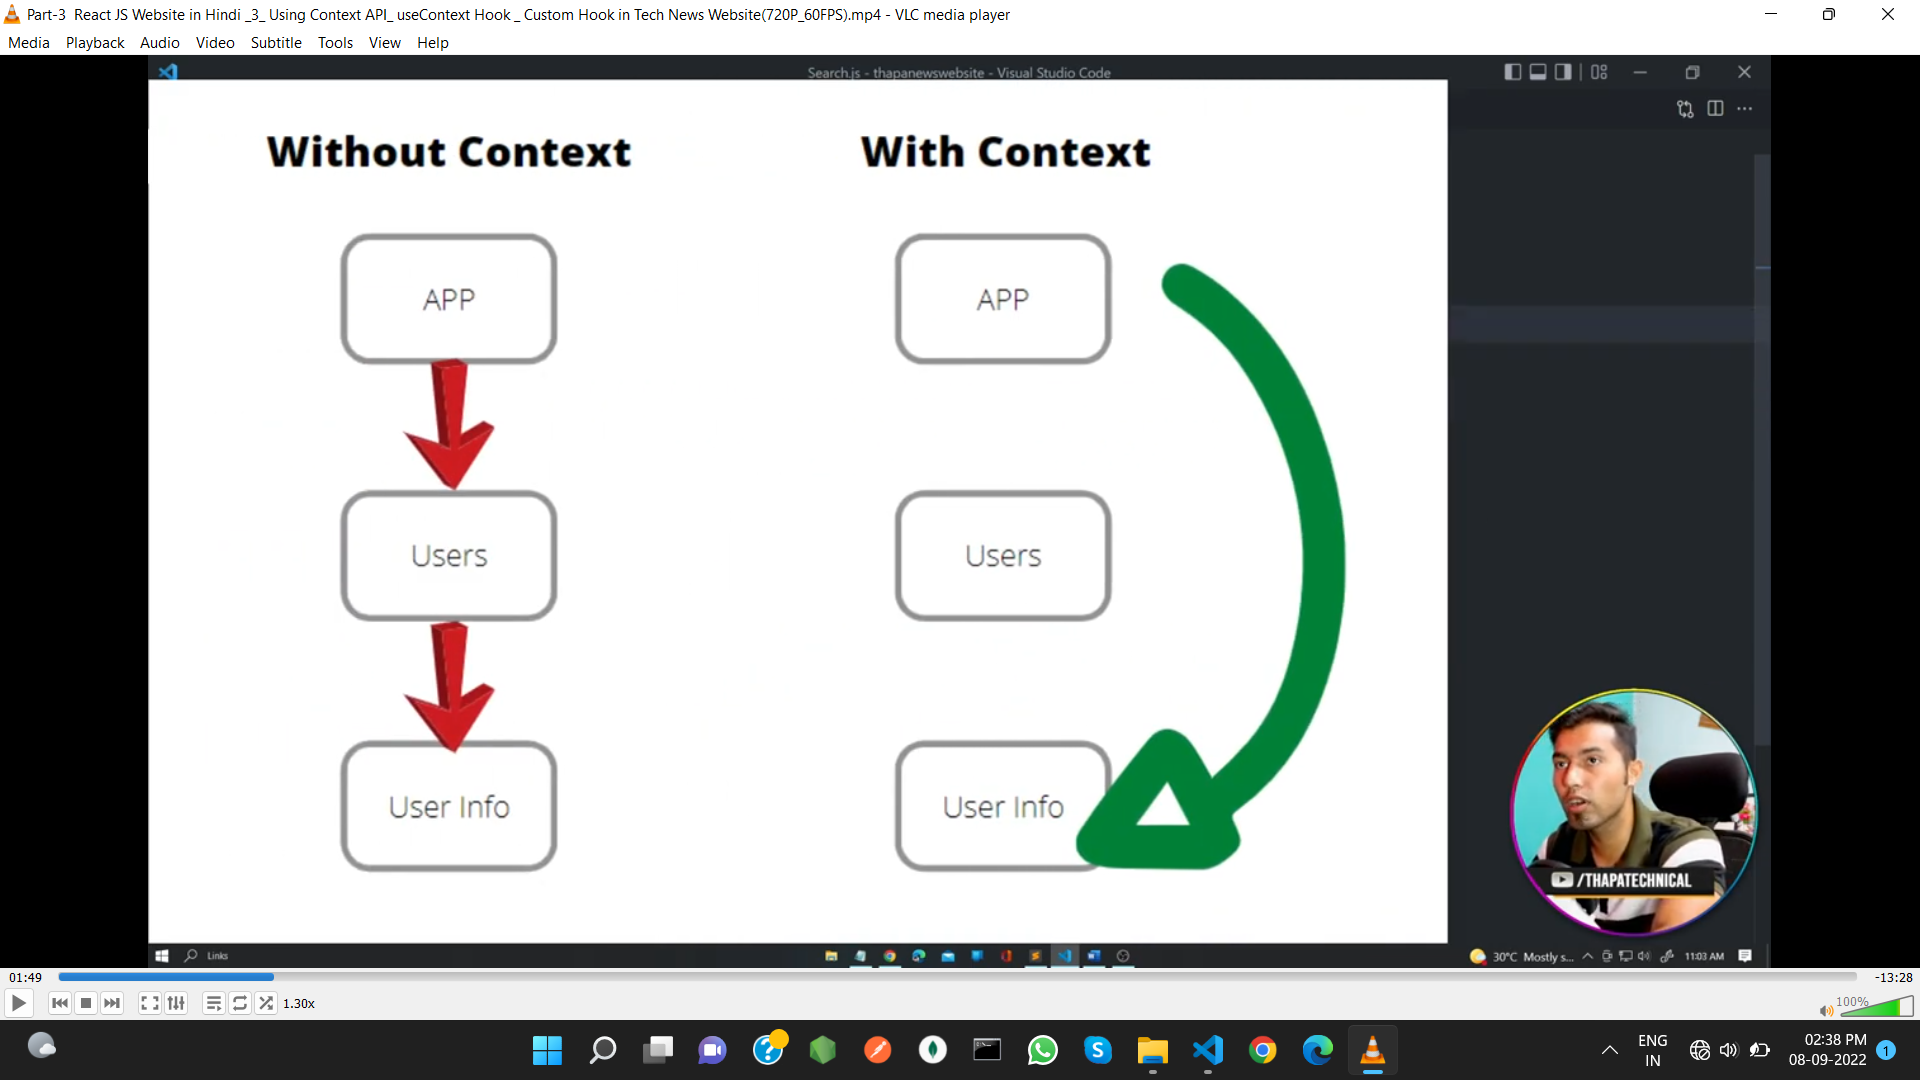 Part-3 React JS Website in Hindi _3_ Using Context API_ useContext Hook _ Custom Hook in Tech News Website(720P_60FPS).mp4 - VLC media player
Media Playback Audio Video Subtitle Tools View Help
Search.js - thapanewswebsite - Visual Studio Code
Without Context
With Context
APP
APP
Users
Users
User Info
User Info
/THAPATECHNICAL
Links
30°C Mostly s...
11:03 AM
01:49
-13:28
1.30x
100%
ENG
IN
02:38 PM
08-09-2022
1